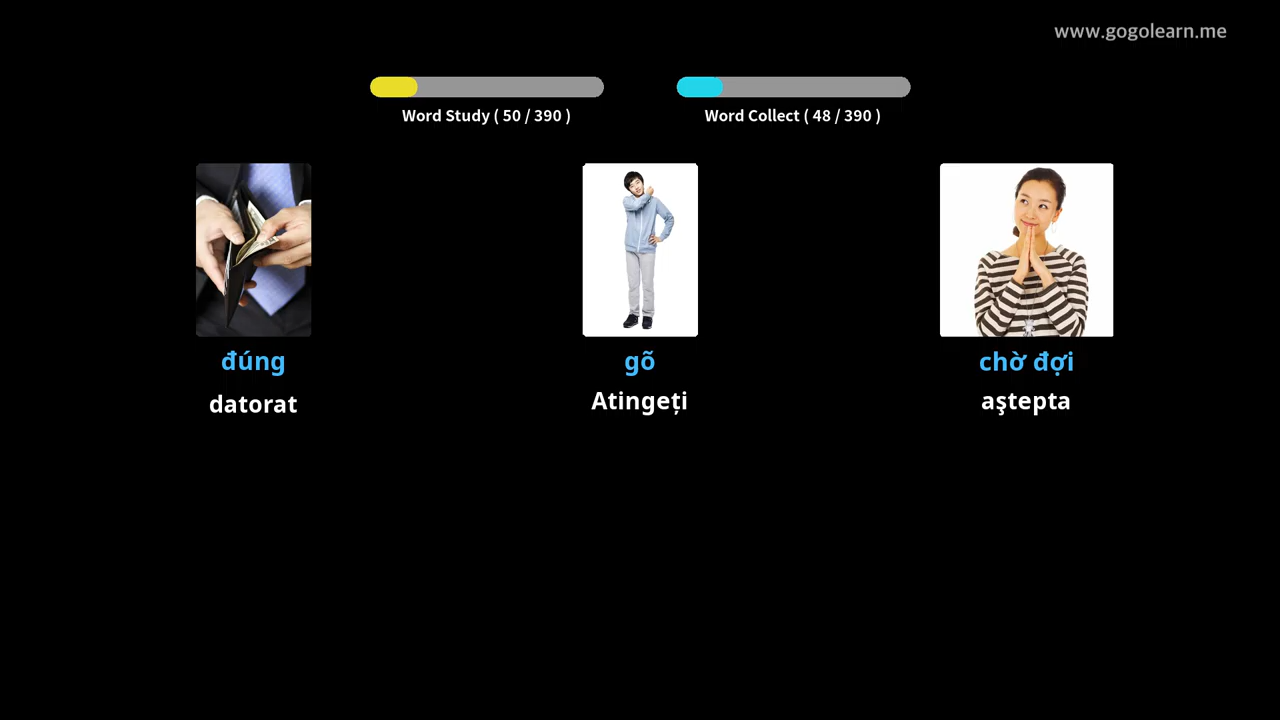 www.gogolearn.me
Word Study ( 50 / 390 )
Word Collect ( 48 / 390 )
đúng
gõ
chờ đợi
datorat
Atingeți
aştepta